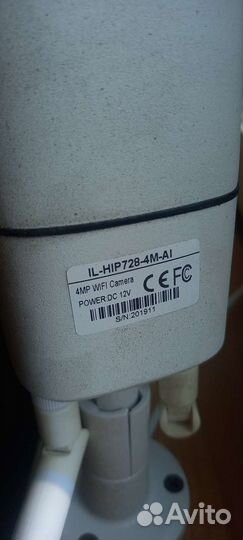 IL-HIP728-4M-AI
4MP WIFI Camera
POWER:DC 12V
CE FC
S/N:201911
Avito